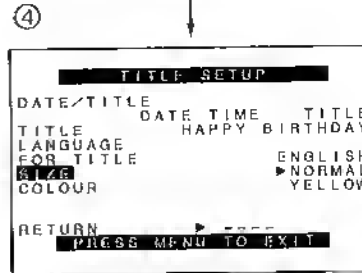 ④
TITLE SETUP
DATE/TITLE
DATE TIME TITLE
TITLE HAPPY BIRTHDAY
LANGUAGE
FOR TITLE ENGLISH
SIZE ▶NORMAL
COLOUR YELLOW
RETURN ▶ ----
PRESS MENU TO EXIT